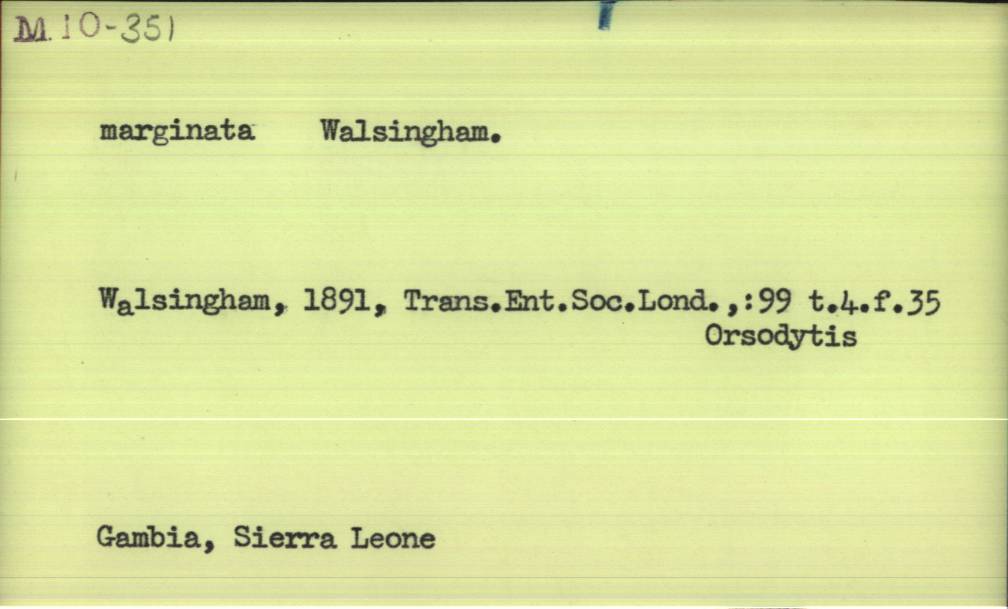 M 10-351
marginata Walsingham.
Walsingham, 1891, Trans.Ent.Soc.Lond.,:99 t.4.f.35
Orsodytis
Gambia, Sierra Leone